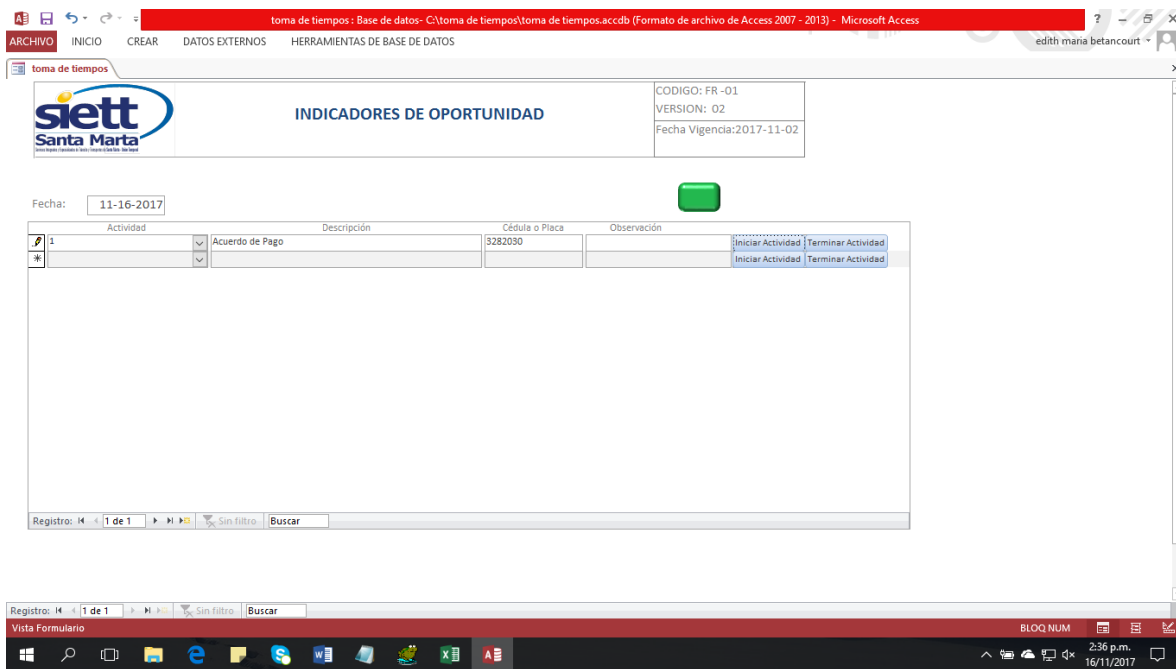 toma de tiempos : Base de datos- C:\toma de tiempos\toma de tiempos.accdb (Formato de archivo de Access 2007 - 2013) - Microsoft Access
ARCHIVO INICIO CREAR DATOS EXTERNOS HERRAMIENTAS DE BASE DE DATOS edith maria betancourt
toma de tiempos
siett
Santa Marta
INDICADORES DE OPORTUNIDAD
CODIGO: FR -01
VERSION: 02
Fecha Vigencia:2017-11-02
Fecha: 11-16-2017
Actividad Descripción Cédula o Placa Observación
1 Acuerdo de Pago 3282030 Iniciar Actividad Terminar Actividad
Iniciar Actividad Terminar Actividad
Registro: 1 de 1 Sin filtro Buscar
Registro: 1 de 1 Sin filtro Buscar
Vista Formulario BLOQ NUM
2:36 p.m.
16/11/2017